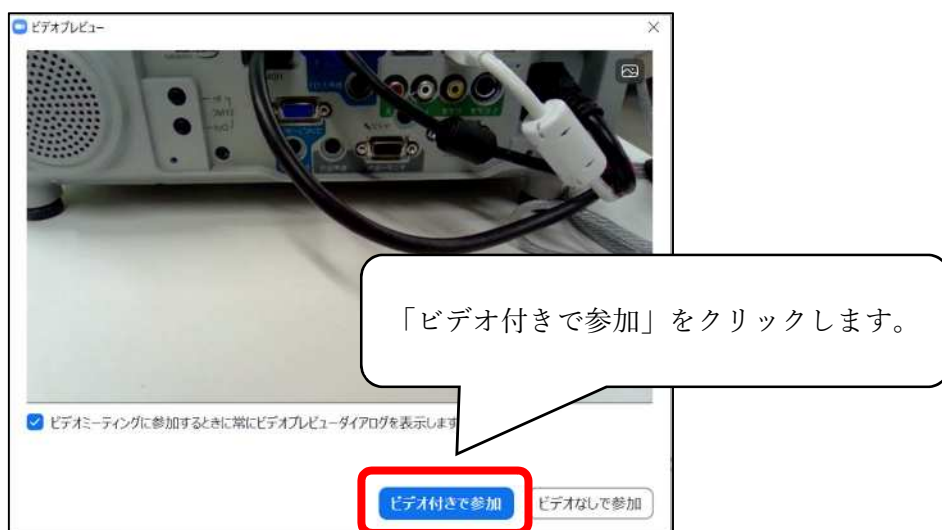 ビデオプレビュー
「ビデオ付きで参加」をクリックします。
ビデオミーティングに参加するときに常にビデオプレビューダイアログを表示します
ビデオ付きで参加
ビデオなしで参加